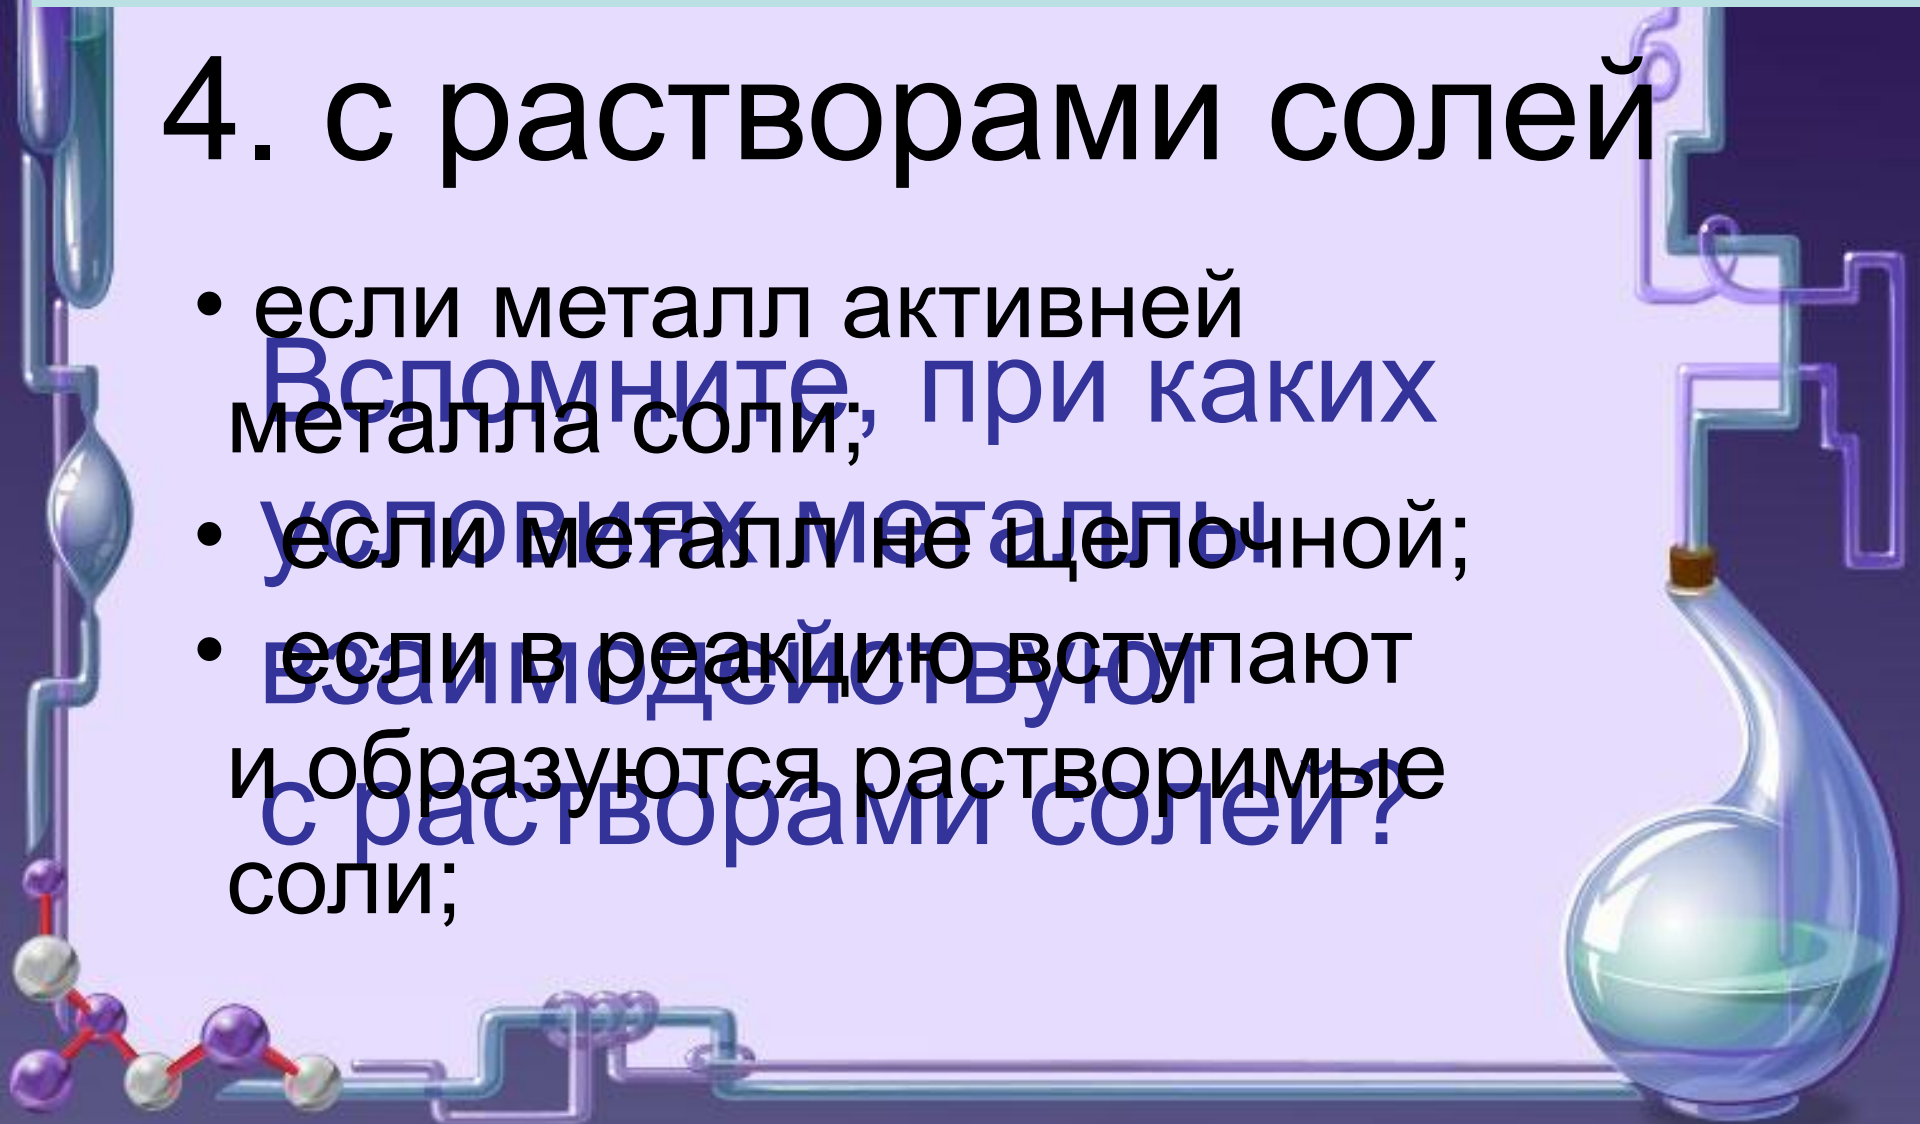 4. с растворами солей
• если металл активней
металла соли;
• если металл не щелочной;
• если в реакцию вступают
и образуются растворимые
соли;
Вспомните, при каких
условиях металлы
взаимодействуют
с растворами солей?